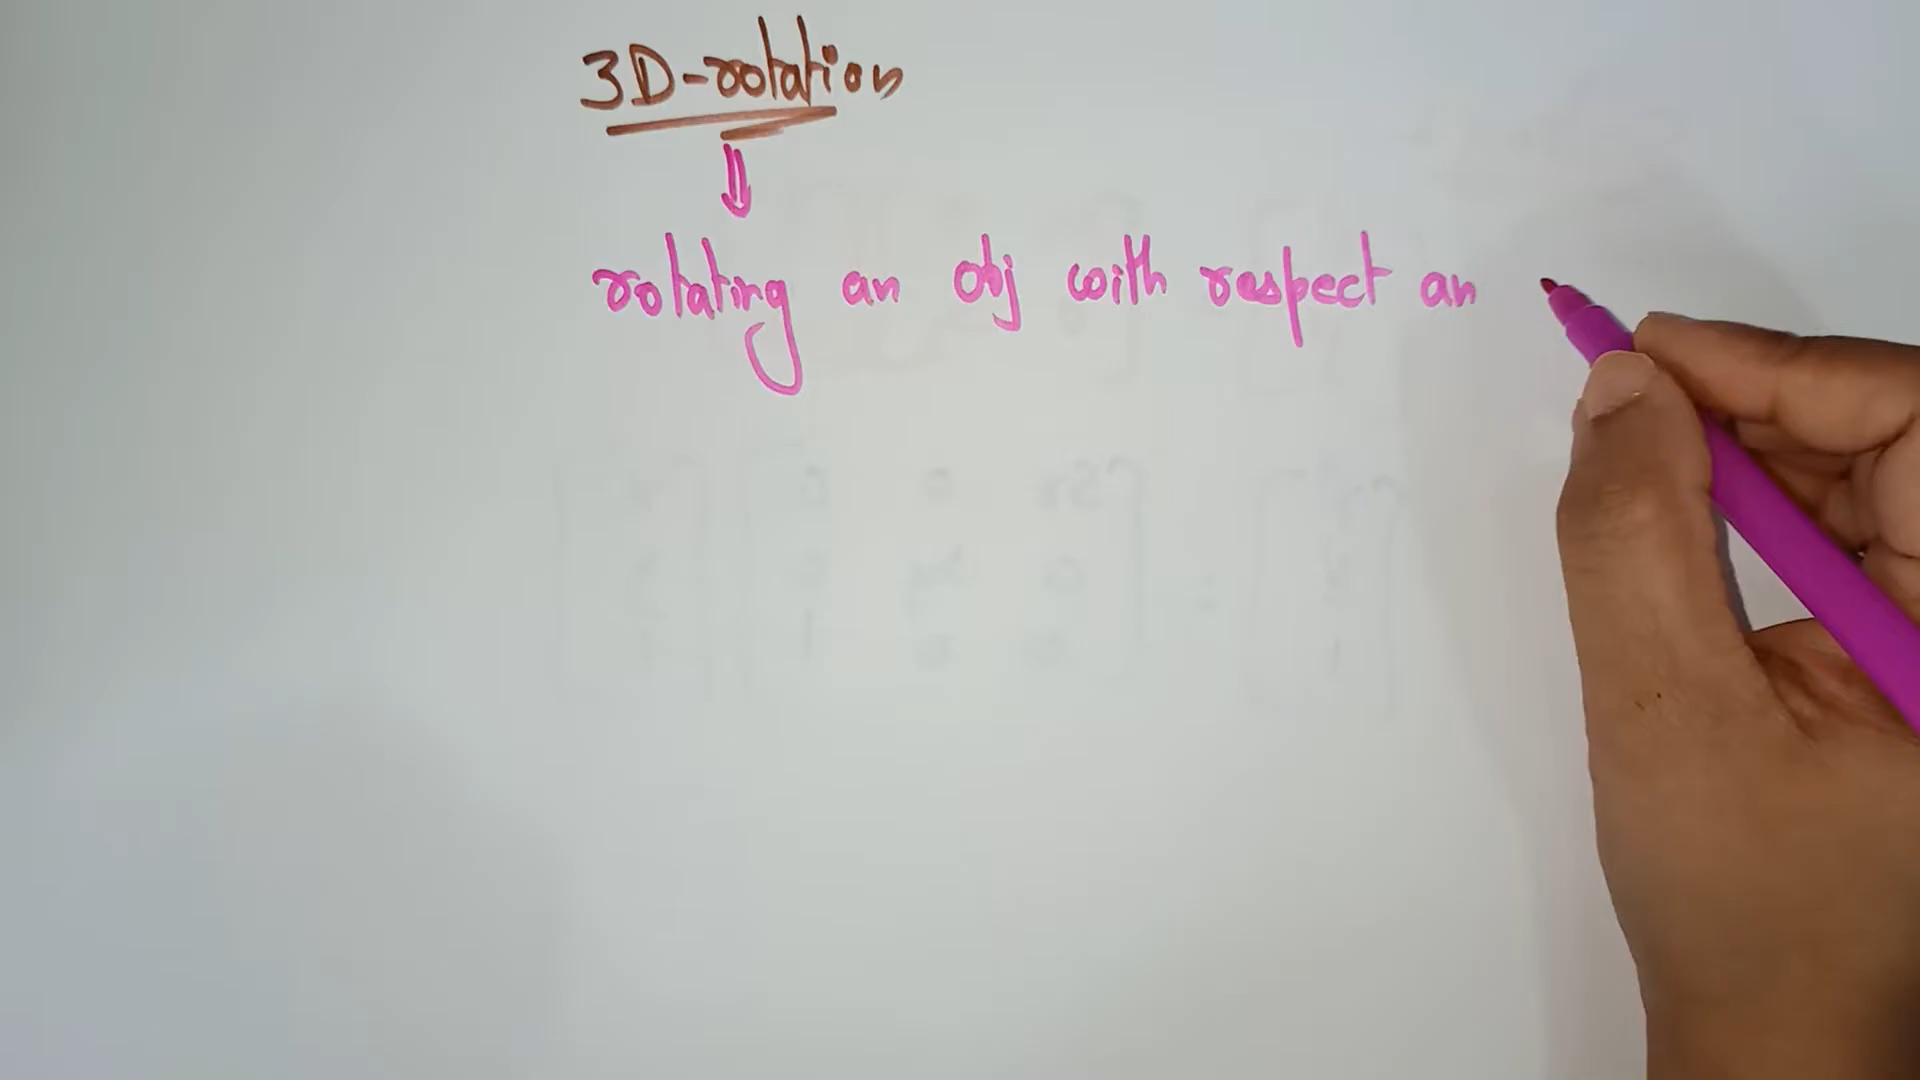 3D-rotation
rotating an obj with respect an